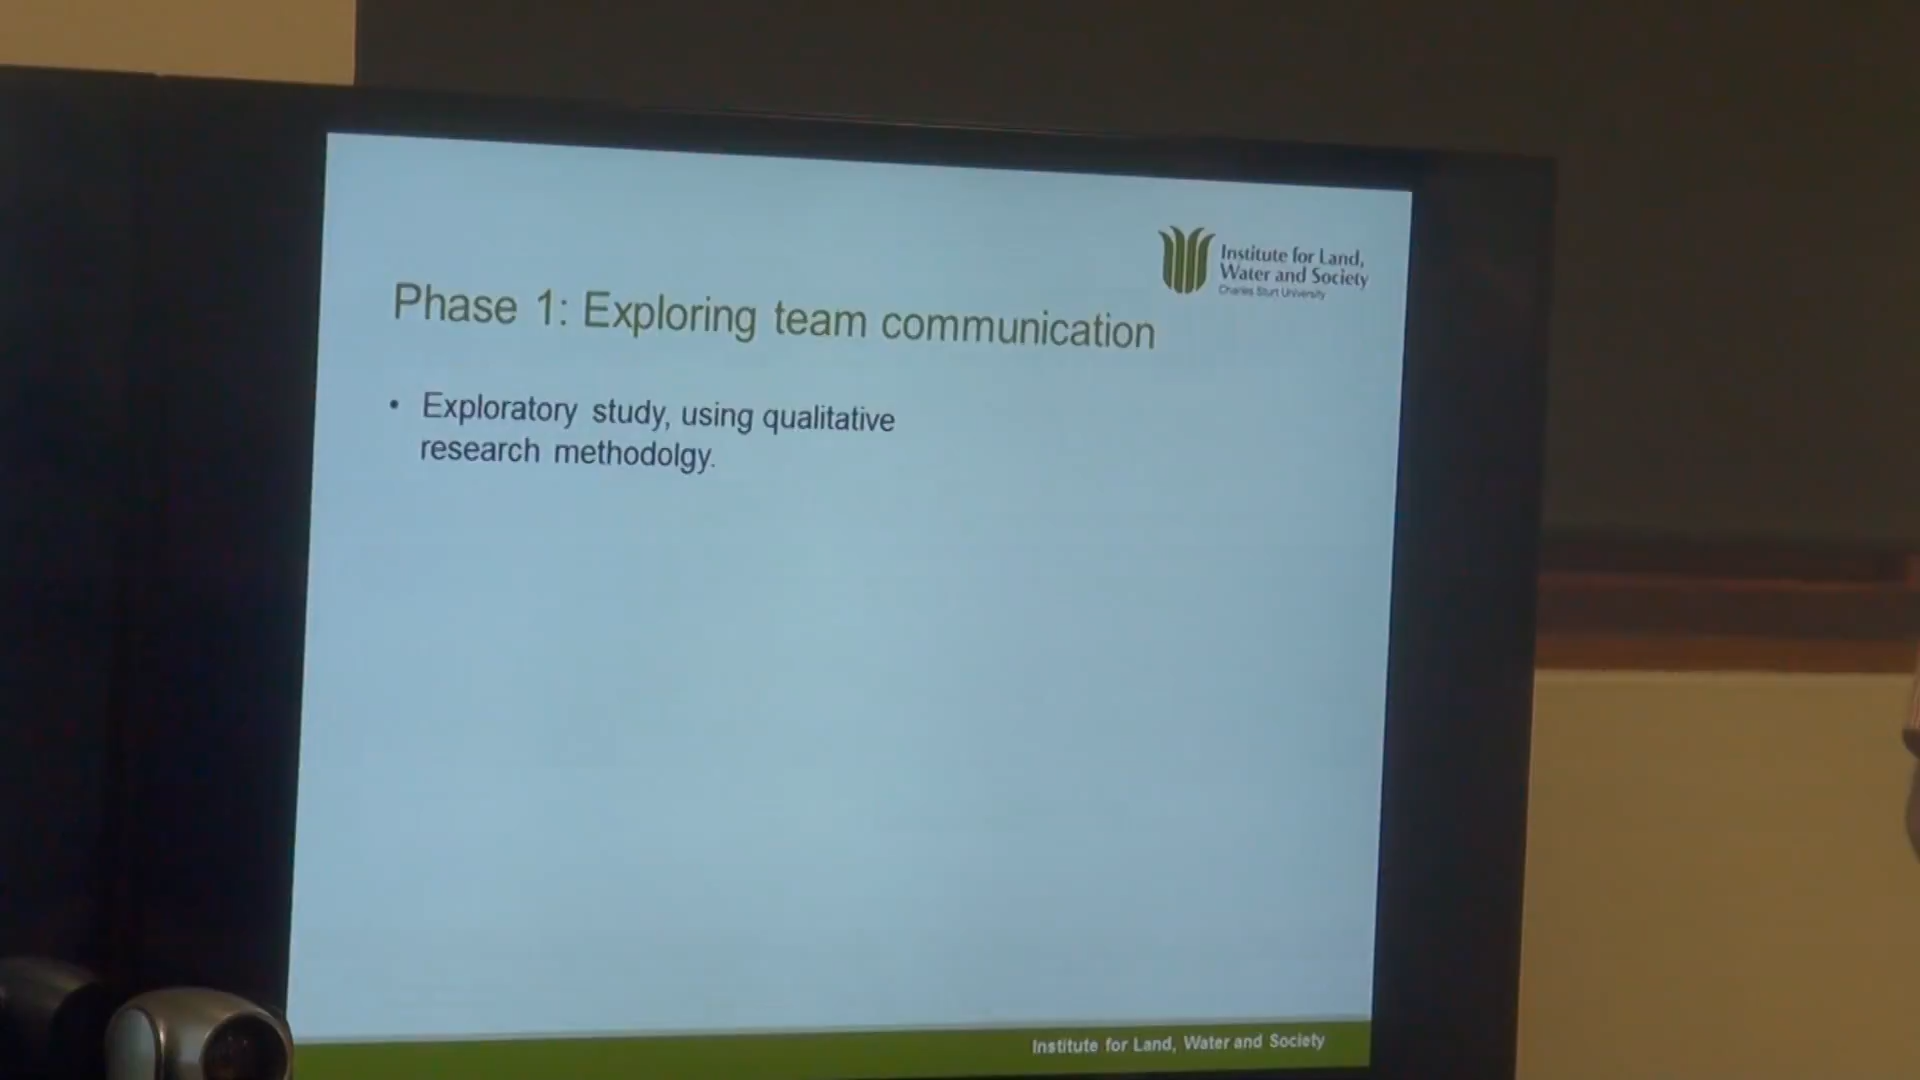 Institute for Land,
Water and Society
Charles Sturt University
Phase 1: Exploring team communication
• Exploratory study, using qualitative
research methodolgy.
Institute for Land, Water and Society